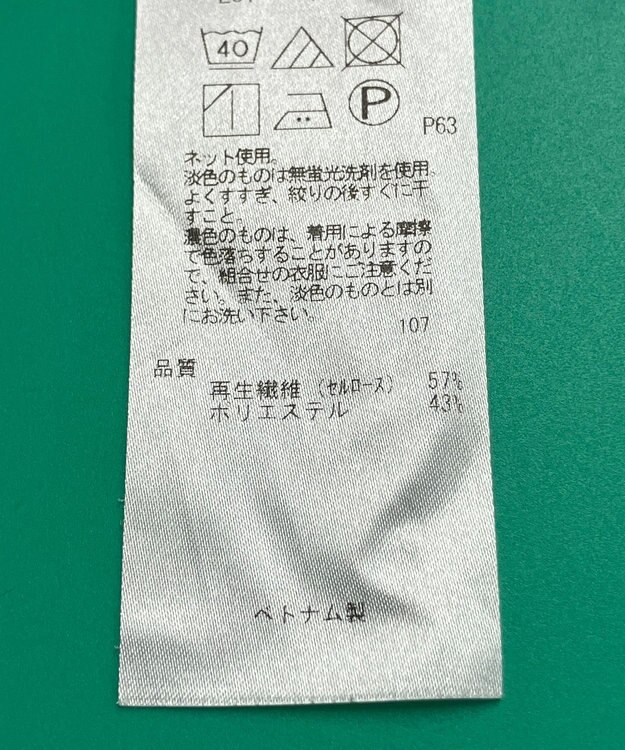 40
P
P63
ネット使用。
淡色のものは無蛍光洗剤を使用。
よくすすぎ、絞りの後すぐに干
すこと。
濃色のものは、着用による摩擦
で色落ちすることがありますの
で、組合せの衣服にご注意くだ
さい。また、淡色のものとは別
にお洗い下さい。
107
品質
再生繊維（セルロース） 57%
ポリエステル 43%
ベトナム製